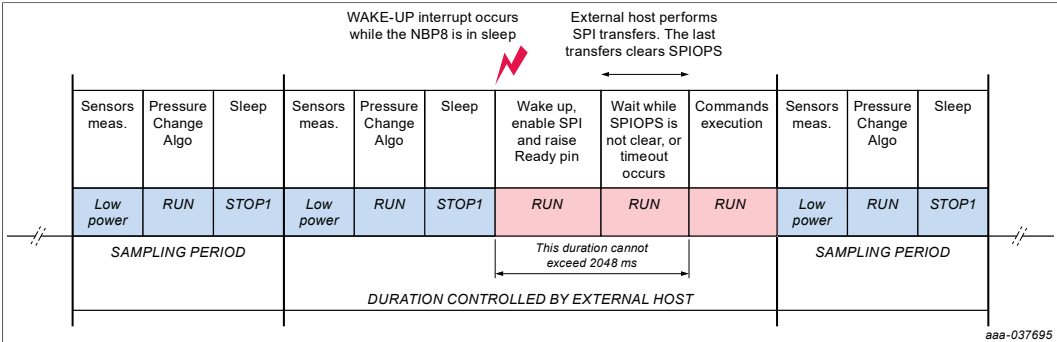 WAKE-UP interrupt occurs
while the NBP8 is in sleep
External host performs
SPI transfers. The last
transfers clears SPIOPS
Sensors
meas.
Pressure
Change
Algo
Sleep
Sensors
meas.
Pressure
Change
Algo
Sleep
Wake up,
enable SPI
and raise
Ready pin
Wait while
SPIOPS is
not clear, or
timeout
occurs
Commands
execution
Sensors
meas.
Pressure
Change
Algo
Sleep
Low
power
RUN
STOP1
Low
power
RUN
STOP1
RUN
RUN
RUN
Low
power
RUN
STOP1
SAMPLING PERIOD
This duration cannot
exceed 2048 ms
SAMPLING PERIOD
DURATION CONTROLLED BY EXTERNAL HOST
aaa-037695